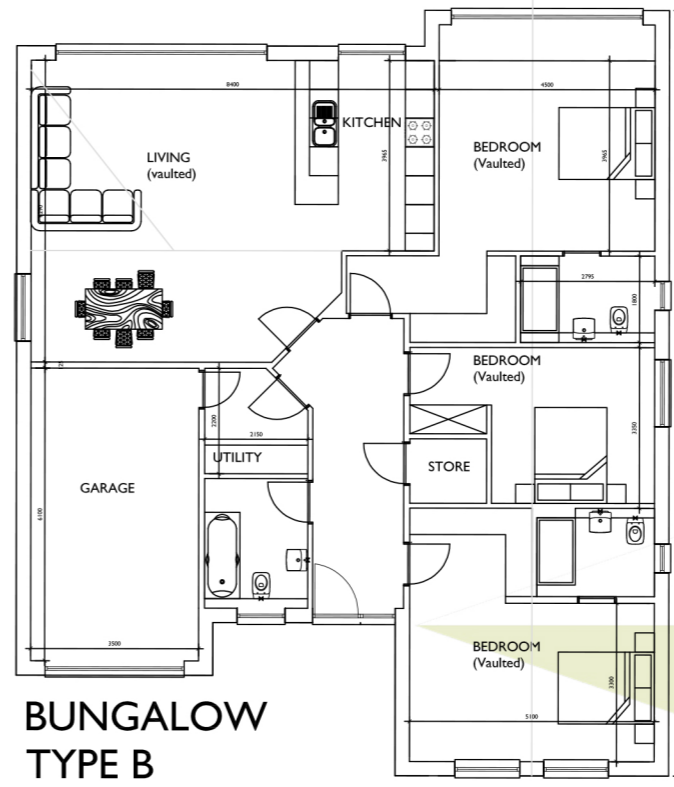 8400
4500
KITCHEN
3965
BEDROOM
(Vaulted)
3965
LIVING
(vaulted)
2795
1800
BEDROOM
(Vaulted)
3350
2200
2150
UTILITY
STORE
GARAGE
6100
3500
BEDROOM
(Vaulted)
3300
5100
BUNGALOW
TYPE B